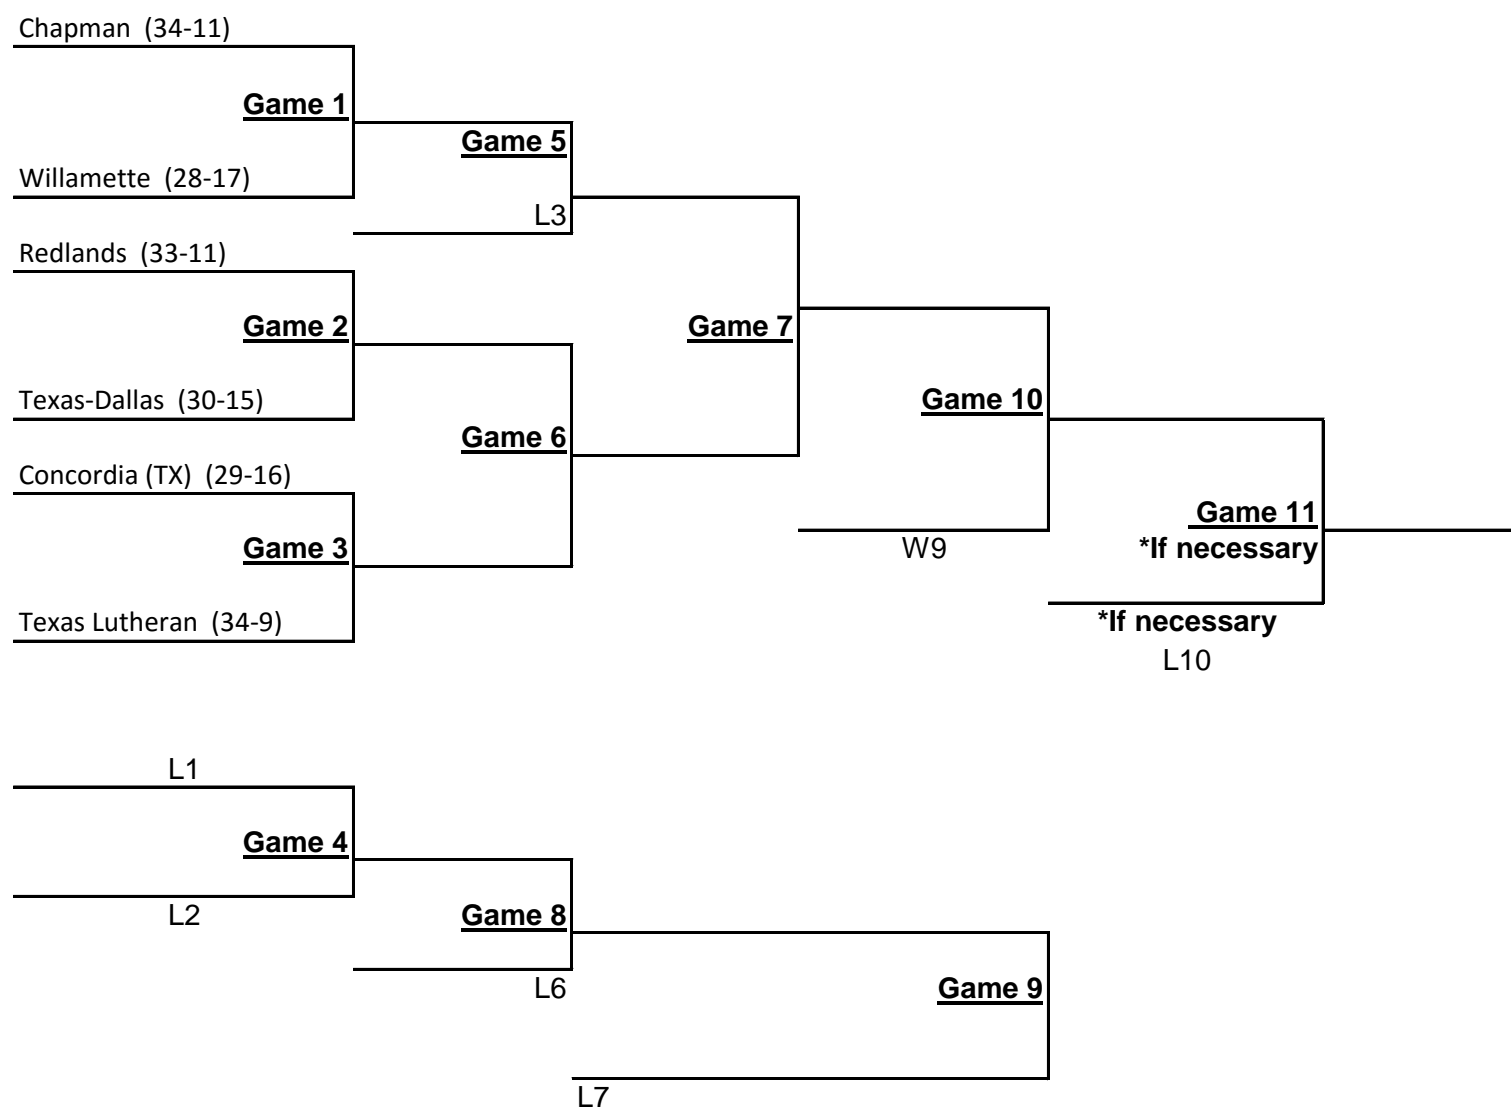 Chapman  (34-11)
Game 1
Game 5
Willamette  (28-17)
L3
Redlands  (33-11)
Game 2
Game 7
Texas-Dallas  (30-15)
Game 10
Game 6
Concordia (TX)  (29-16)
Game 11
Game 3
W9
*If necessary
Texas Lutheran  (34-9)
*If necessary
L10
L1
Game 4
L2
Game 8
L6
Game 9
L7